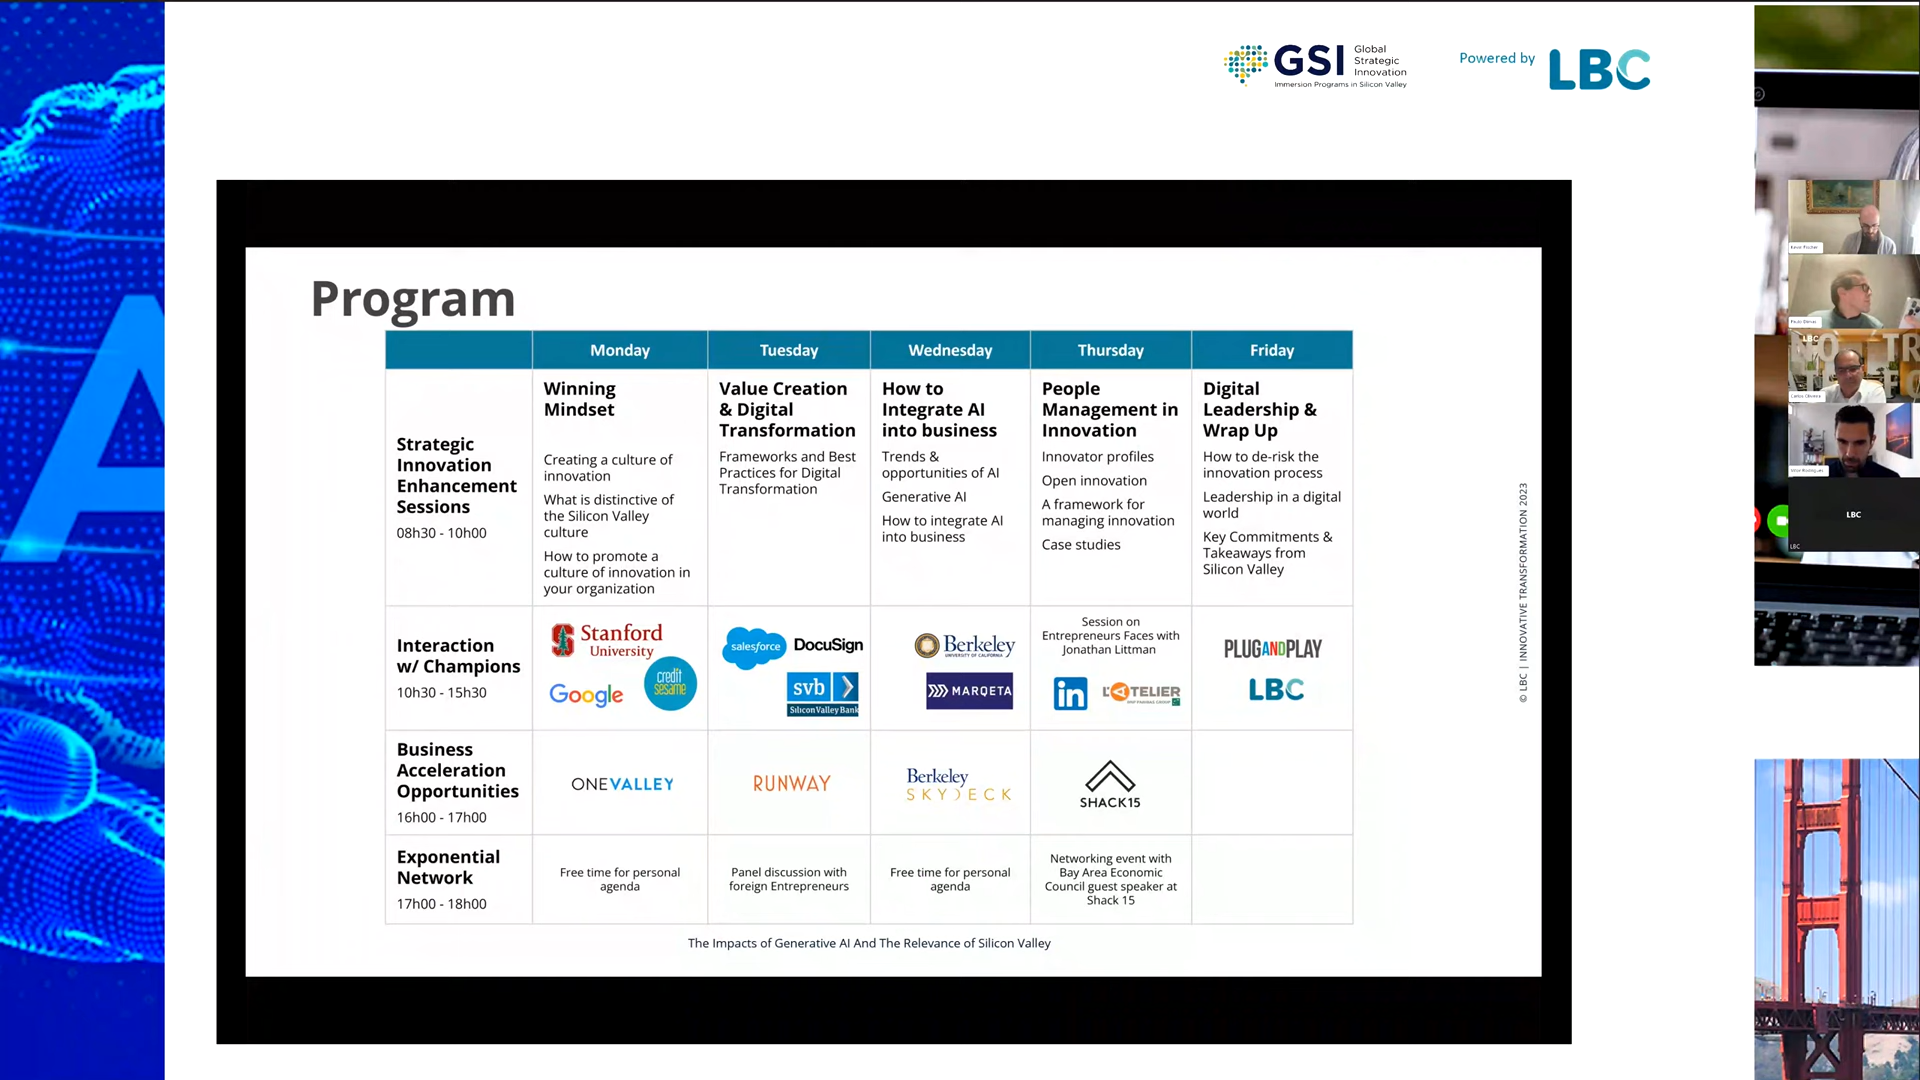 GSI Global
Strategic
Innovation
Immersion Programs in Silicon Valley
Powered by
LBC
A
Program
Monday
Tuesday
Wednesday
Thursday
Friday
Strategic
Innovation
Enhancement
Sessions
08h30 - 10h00
Winning
Mindset
Creating a culture of
innovation
What is distinctive of
the Silicon Valley
culture
How to promote a
culture of innovation in
your organization
Value Creation
& Digital
Transformation
Frameworks and Best
Practices for Digital
Transformation
How to
Integrate AI
into business
Trends &
opportunities of AI
Generative AI
How to integrate AI
into business
People
Management in
Innovation
Innovator profiles
Open innovation
A framework for
managing innovation
Case studies
Digital
Leadership &
Wrap Up
How to de-risk the
innovation process
Leadership in a digital
world
Key Commitments &
Takeaways from
Silicon Valley
Interaction
w/ Champions
10h30 - 15h30
Stanford
University
credit
sesame
Google
salesforce
DocuSign
svb
Silicon Valley Bank
Berkeley
UNIVERSITY OF CALIFORNIA
MARQETA
Session on
Entrepreneurs Faces with
Jonathan Littman
in
L'ATELIER
BNP PARIBAS GROUP
PLUGANDPLAY
LBC
Business
Acceleration
Opportunities
16h00 - 17h00
ONEVALLEY
RUNWAY
Berkeley
SKYDECK
SHACK15
Exponential
Network
17h00 - 18h00
Free time for personal
agenda
Panel discussion with
foreign Entrepreneurs
Free time for personal
agenda
Networking event with
Bay Area Economic
Council guest speaker at
Shack 15
The Impacts of Generative AI And The Relevance of Silicon Valley
© LBC | INNOVATIVE TRANSFORMATION 2023
LBC
LBC
LBC